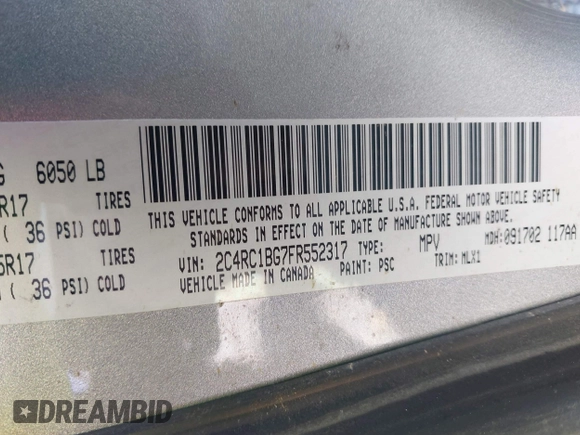 G 6050 LB
R17 TIRES
( 36 PSI) COLD
5R17 TIRES
( 36 PSI) COLD
THIS VEHICLE CONFORMS TO ALL APPLICABLE U.S.A. FEDERAL MOTOR VEHICLE SAFETY
STANDARDS IN EFFECT ON THE DATE OF MANUFACTURE SHOWN ABOVE.
VIN: 2C4RC1BG7FR552317 TYPE: MPV MDH: 091702 117AA
VEHICLE MADE IN CANADA PAINT: PSC TRIM: MLX1
DREAMBID